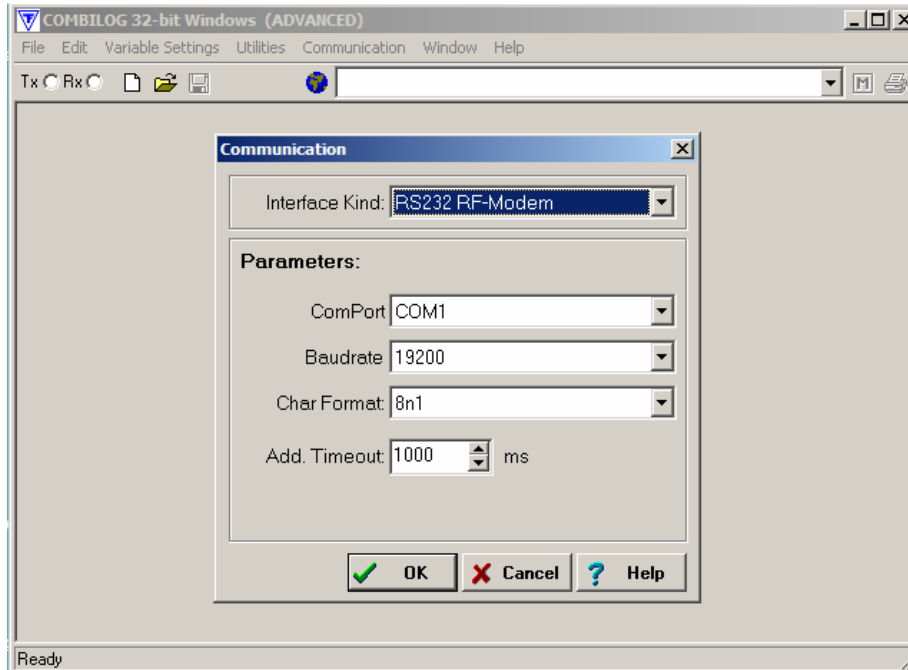 COMBILOG 32-bit Windows (ADVANCED)
File Edit Variable Settings Utilities Communication Window Help
Tx Rx M
Communication
Interface Kind: RS232 RF-Modem
Parameters:
ComPort COM1
Baudrate 19200
Char Format: 8n1
Add. Timeout: 1000 ms
OK Cancel ? Help
Ready